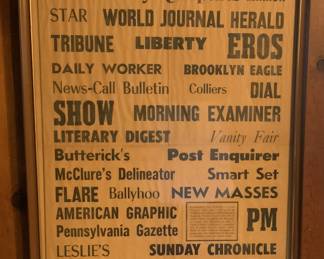 STAR WORLD JOURNAL HERALD
TRIBUNE LIBERTY EROS
DAILY WORKER BROOKLYN EAGLE
News-Call Bulletin Colliers DIAL
SHOW MORNING EXAMINER
LITERARY DIGEST Vanity Fair
Butterick's Post Enquirer
McClure's Delineator Smart Set
FLARE Ballyhoo NEW MASSES
AMERICAN GRAPHIC PM
Pennsylvania Gazette
LESLIE'S SUNDAY CHRONICLE